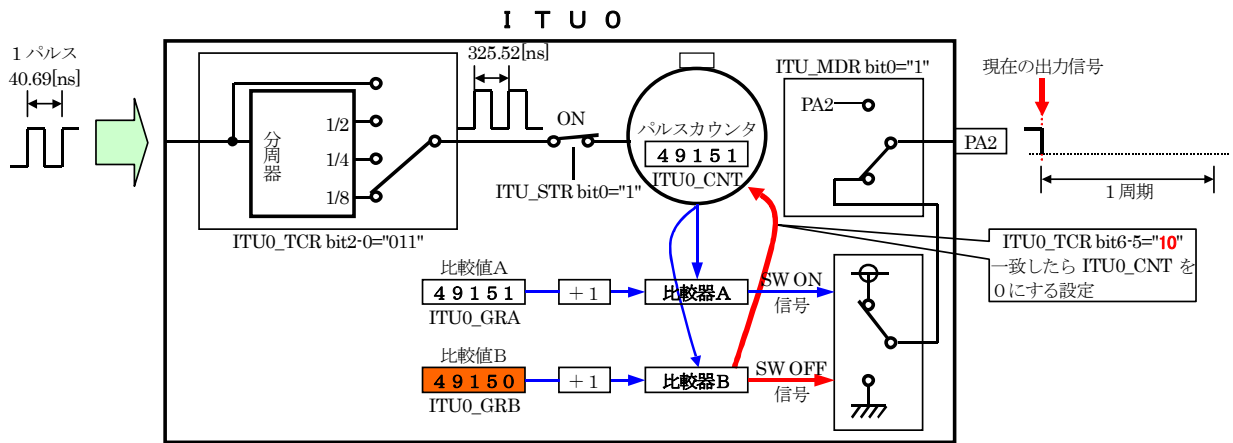 ＩＴＵ０
1 パルス
40.69[ns]
325.52[ns]
ITU_MDR bit0="1"
現在の出力信号
分周器
1/2
1/4
1/8
ON
パルスカウンタ
４９１５１
ITU0_CNT
PA2
PA2
1 周期
ITU_STR bit0="1"
ITU0_TCR bit2-0="011"
ITU0_TCR bit6-5="10"
一致したら ITU0_CNT を
０にする設定
比較値A
４９１５１
ITU0_GRA
＋1
比較器A
SW ON
信号
比較値B
４９１５０
ITU0_GRB
＋1
比較器B
SW OFF
信号